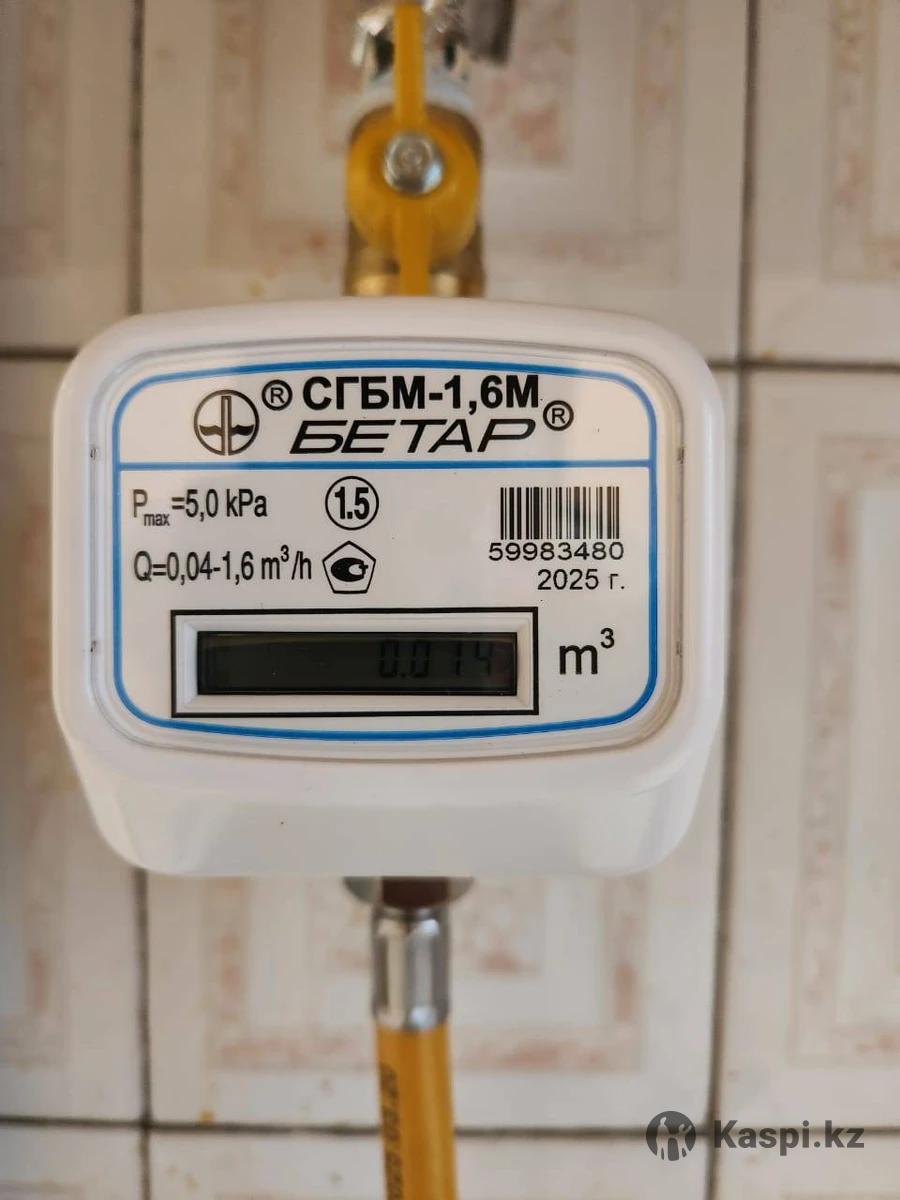 ® СГБМ-1,6М
БЕТАР®
Pmax=5,0 kPa
1.5
Q=0,04-1,6 m³/h
59983480
2025 г.
0.014
m³
Kaspi.kz